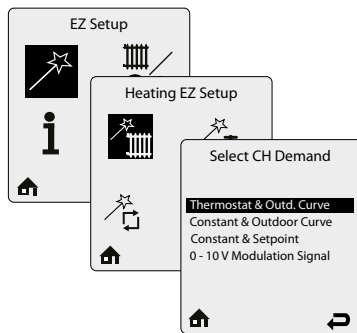 EZ Setup
Heating EZ Setup
Select CH Demand
Thermostat & Outd. Curve
Constant & Outdoor Curve
Constant & Setpoint
0 - 10 V Modulation Signal